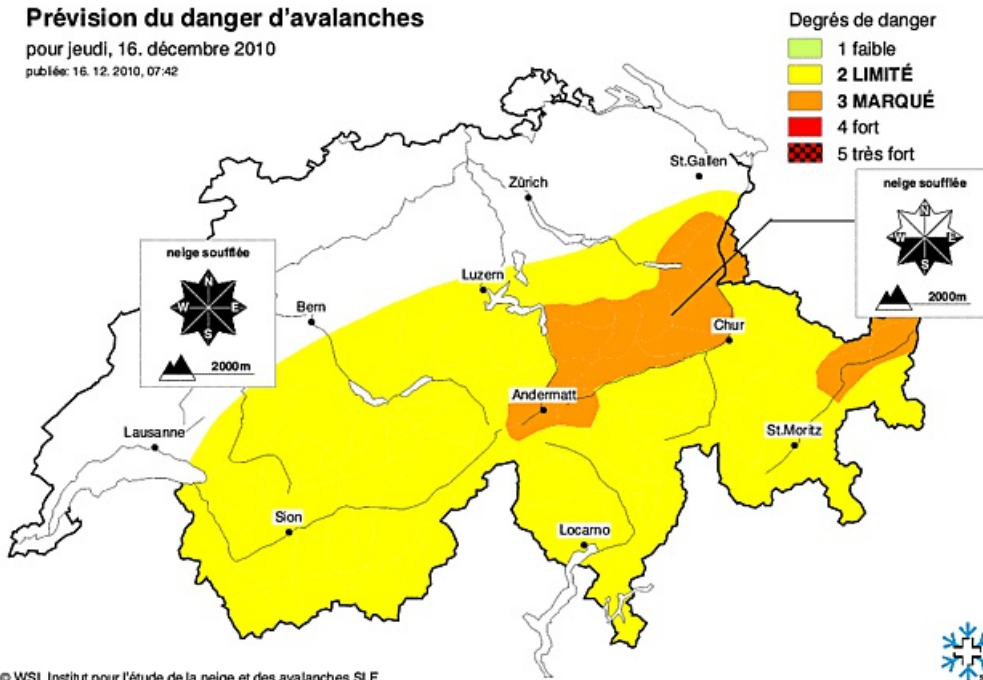 Prévision du danger d'avalanches
pour jeudi, 16. décembre 2010
publiée: 16. 12. 2010, 07:42
Degrés de danger
1 faible
2 LIMITÉ
3 MARQUÉ
4 fort
5 très fort
St.Gallen
Zürich
neige soufflée
N
W E
S
2000m
neige soufflée
N
W E
S
2000m
Luzern
Bern
Chur
Andermatt
Lausanne
St.Moritz
Sion
Locarno
© WSL Institut pour l'étude de la neige et des avalanches SLF